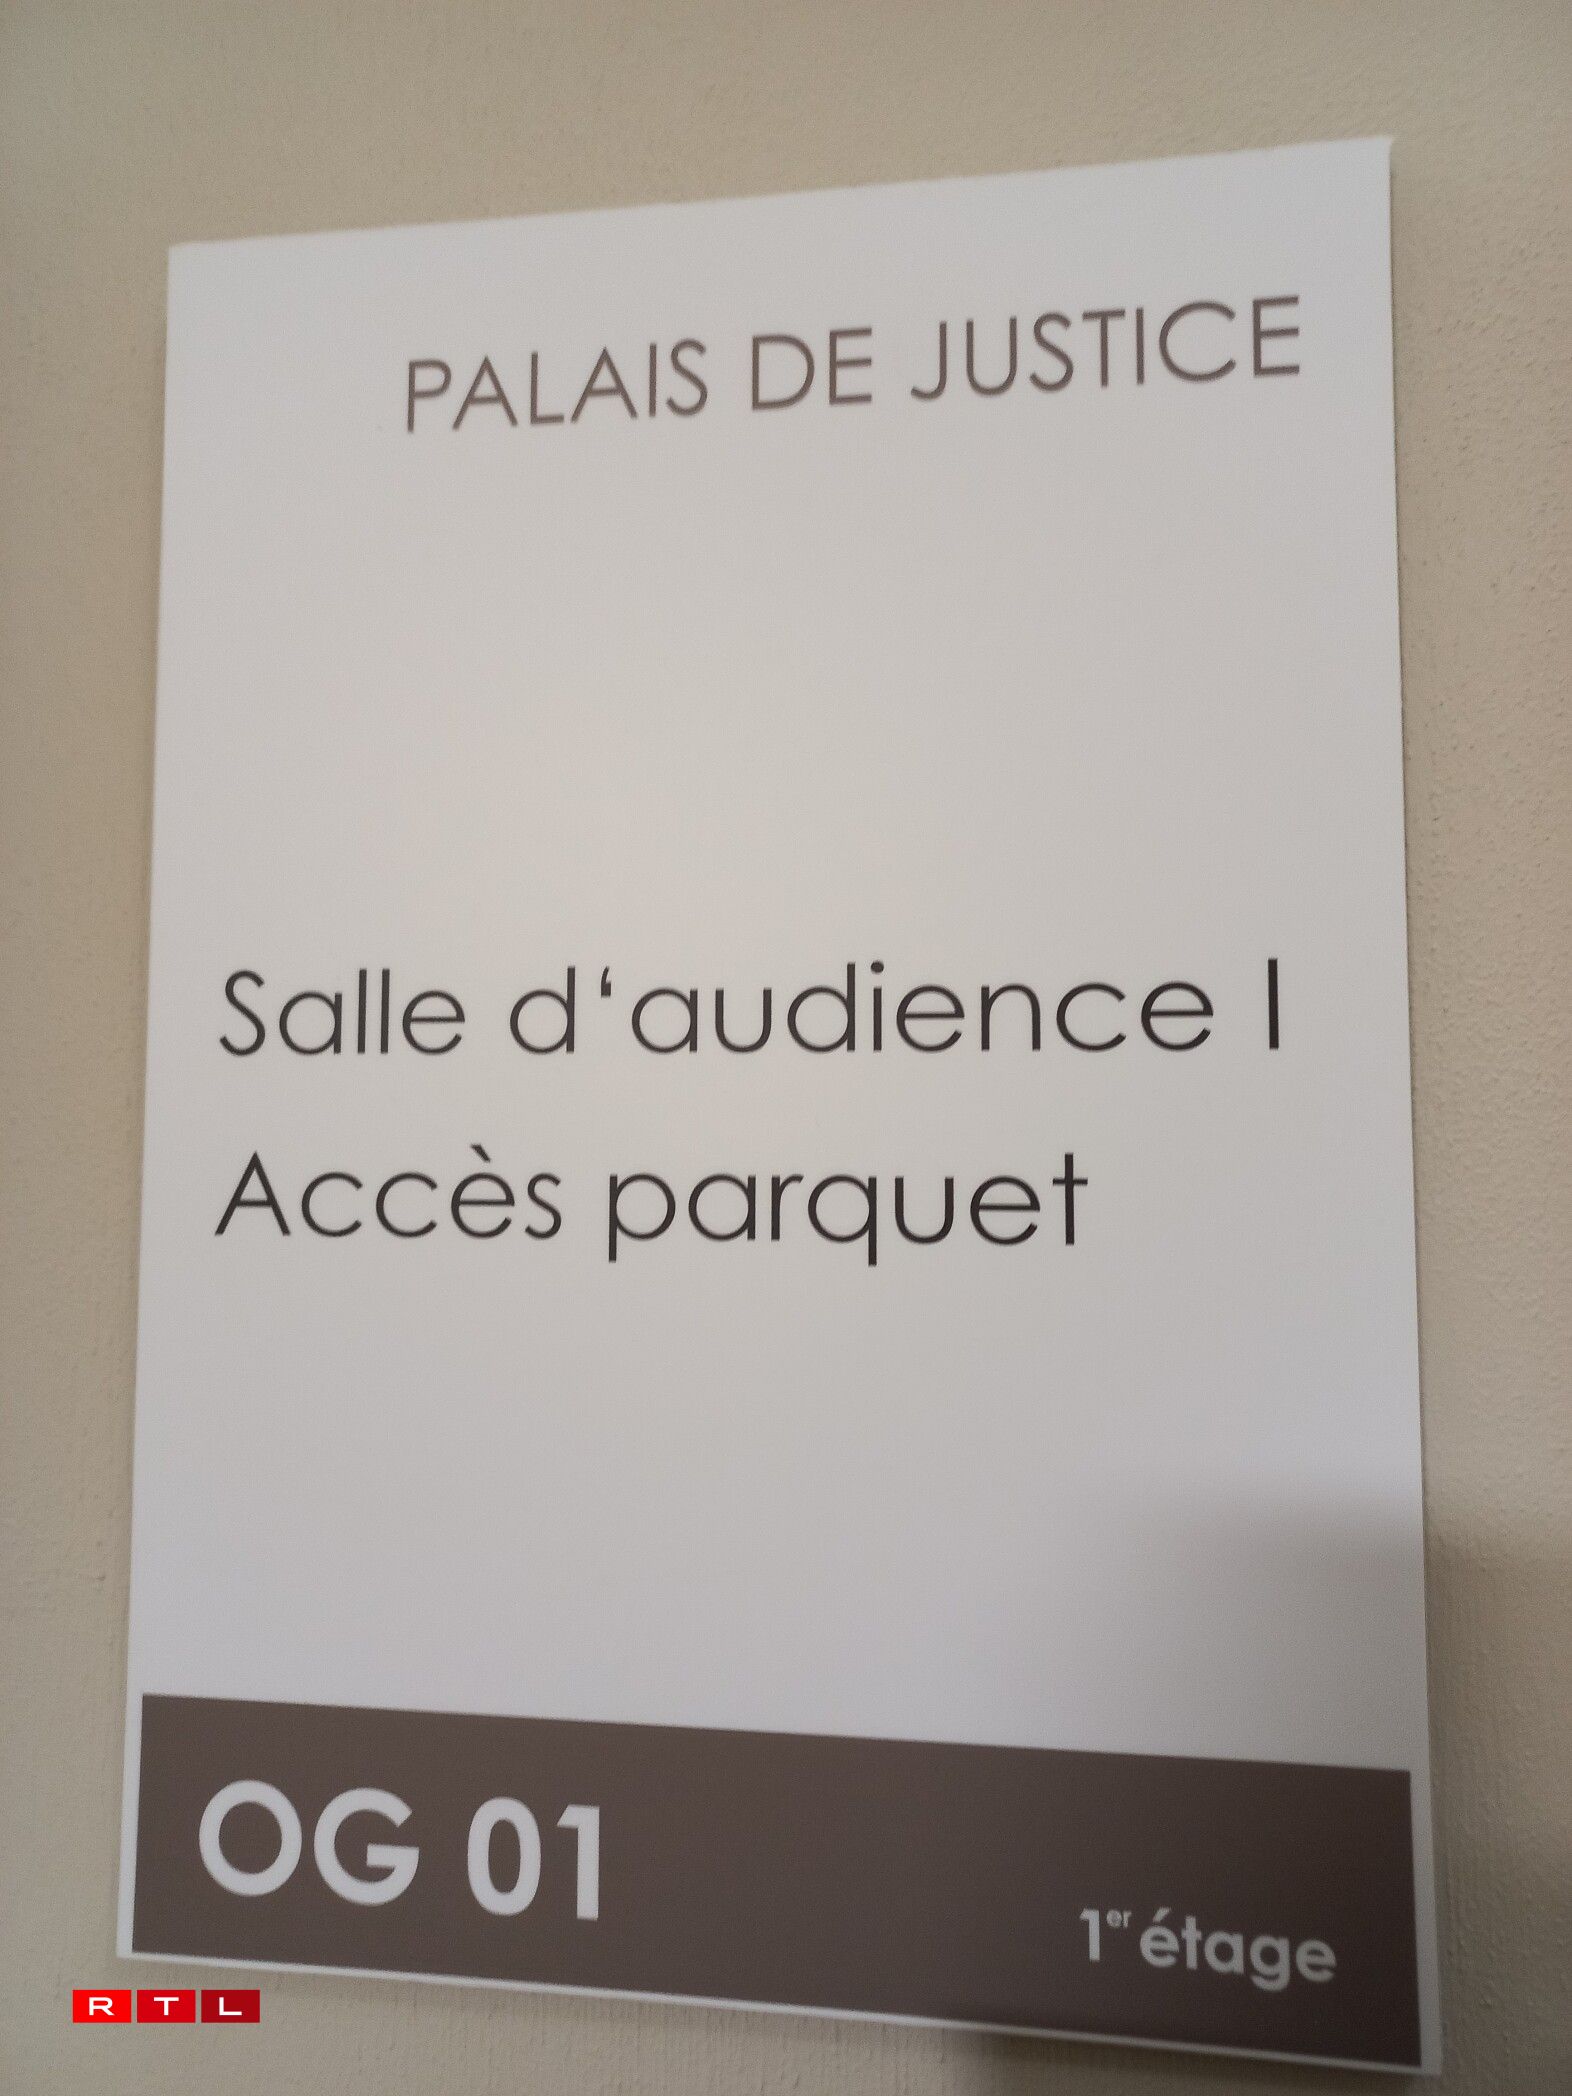 PALAIS DE JUSTICE
Salle d‘audience I
Accès parquet
OG 01
1er étage
RTL